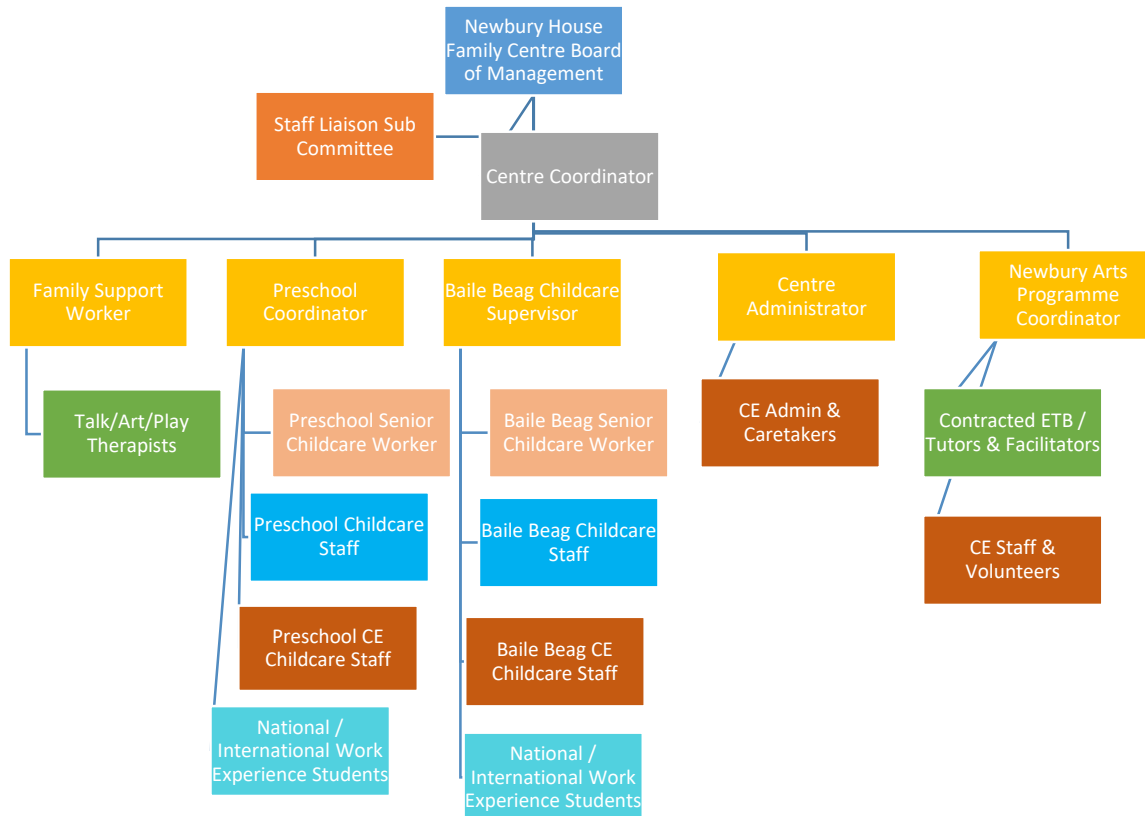 Newbury House
Family Centre Board
of Management
Staff Liaison Sub
Committee
Centre Coordinator
Family Support
Worker
Preschool
Coordinator
Baile Beag Childcare
Supervisor
Centre
Administrator
Newbury Arts
Programme
Coordinator
Talk/Art/Play
Therapists
Preschool Senior
Childcare Worker
Baile Beag Senior
Childcare Worker
CE Admin &
Caretakers
Contracted ETB /
Tutors & Facilitators
Preschool Childcare
Staff
Baile Beag Childcare
Staff
CE Staff &
Volunteers
Preschool CE
Childcare Staff
Baile Beag CE
Childcare Staff
National /
International Work
Experience Students
National /
International Work
Experience Students